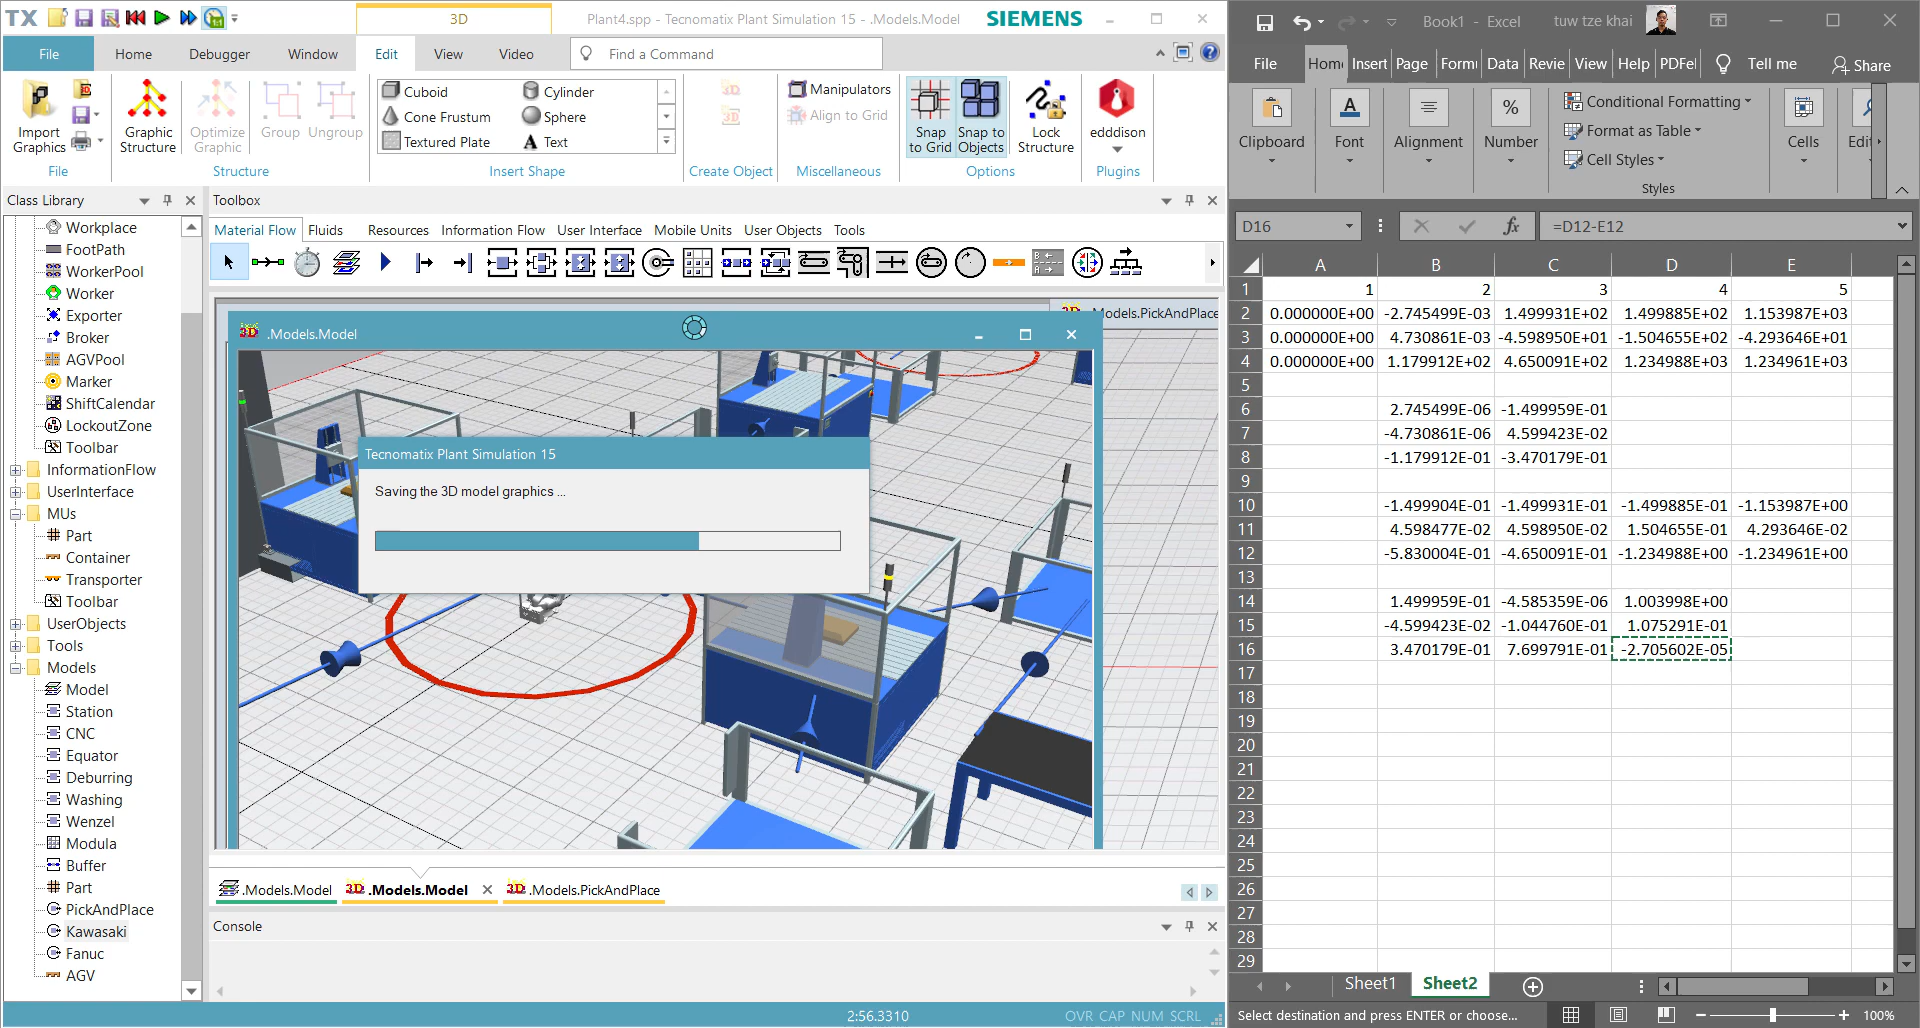 TX
3D
Plant4.spp - Tecnomatix Plant Simulation 15 - .Models.Model
SIEMENS
File
Home
Debugger
Window
Edit
View
Video
Find a Command
Import Graphics
Graphic Structure
Optimize Graphic
Group
Ungroup
Cuboid
Cylinder
Cone Frustum
Sphere
Textured Plate
Text
Manipulators
Align to Grid
Snap to Grid
Snap to Objects
Lock Structure
edddison
File
Structure
Insert Shape
Create Object
Miscellaneous
Options
Plugins
Class Library
Workplace
FootPath
WorkerPool
Worker
Exporter
Broker
AGVPool
Marker
ShiftCalendar
LockoutZone
Toolbar
InformationFlow
UserInterface
MUs
Part
Container
Transporter
Toolbar
UserObjects
Tools
Models
Model
Station
CNC
Equator
Deburring
Washing
Wenzel
Modula
Buffer
Part
PickAndPlace
Kawasaki
Fanuc
AGV
Toolbox
Material Flow
Fluids
Resources
Information Flow
User Interface
Mobile Units
User Objects
Tools
3D .Models.PickAndPlace
3D .Models.Model
Tecnomatix Plant Simulation 15
Saving the 3D model graphics ...
.Models.Model
3D .Models.Model
3D .Models.PickAndPlace
Console
2:56.3310
OVR CAP NUM SCRL
Book1 - Excel
tuw tze khai
File
Home
Insert
Page
Formu
Data
Revie
View
Help
PDFel
Tell me
Share
Clipboard
Font
Alignment
%
Number
Conditional Formatting
Format as Table
Cell Styles
Styles
Cells
Edit
D16
fx
=D12-E12
A B C D E
1 1 2 3 4 5
2 0.000000E+00 -2.745499E-03 1.499931E+02 1.499885E+02 1.153987E+03
3 0.000000E+00 4.730861E-03 -4.598950E+01 -1.504655E+02 -4.293646E+01
4 0.000000E+00 1.179912E+02 4.650091E+02 1.234988E+03 1.234961E+03
5
6 2.745499E-06 -1.499959E-01
7 -4.730861E-06 4.599423E-02
8 -1.179912E-01 -3.470179E-01
9
10 -1.499904E-01 -1.499931E-01 -1.499885E-01 -1.153987E+00
11 4.598477E-02 4.598950E-02 1.504655E-01 4.293646E-02
12 -5.830004E-01 -4.650091E-01 -1.234988E+00 -1.234961E+00
13
14 1.499959E-01 -4.585359E-06 1.003998E+00
15 -4.599423E-02 -1.044760E-01 1.075291E-01
16 3.470179E-01 7.699791E-01 -2.705602E-05
17
18
19
20
21
22
23
24
25
26
27
28
29
Sheet1
Sheet2
Select destination and press ENTER or choose...
100%